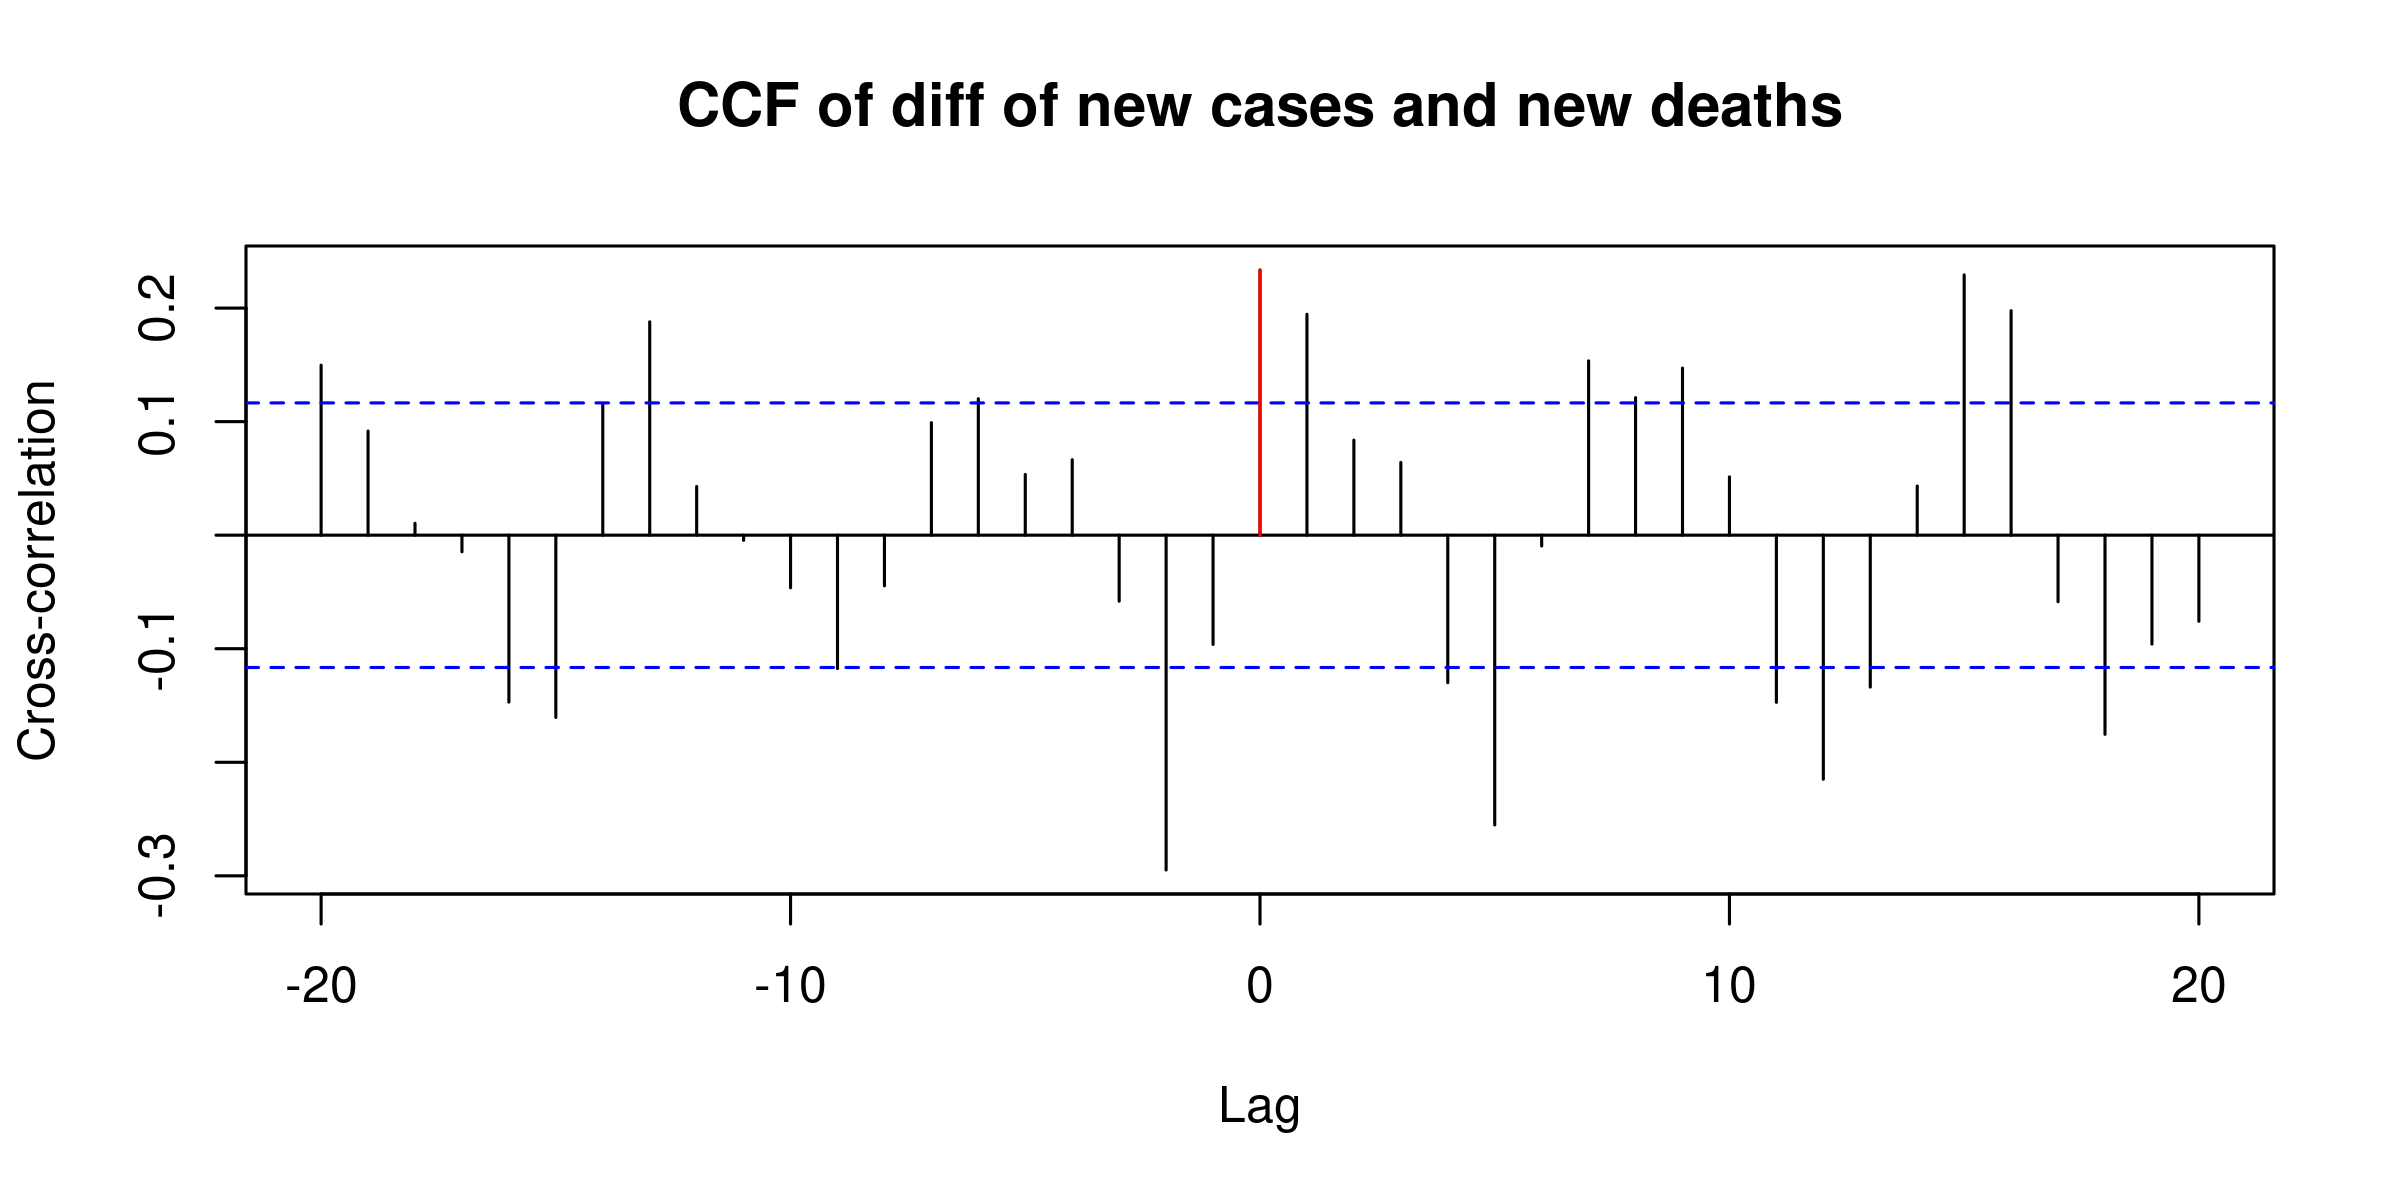 CCF of diff of new cases and new deaths
Cross-correlation
0.2
0.1
-0.1
-0.3
-20 -10 0 10 20
Lag